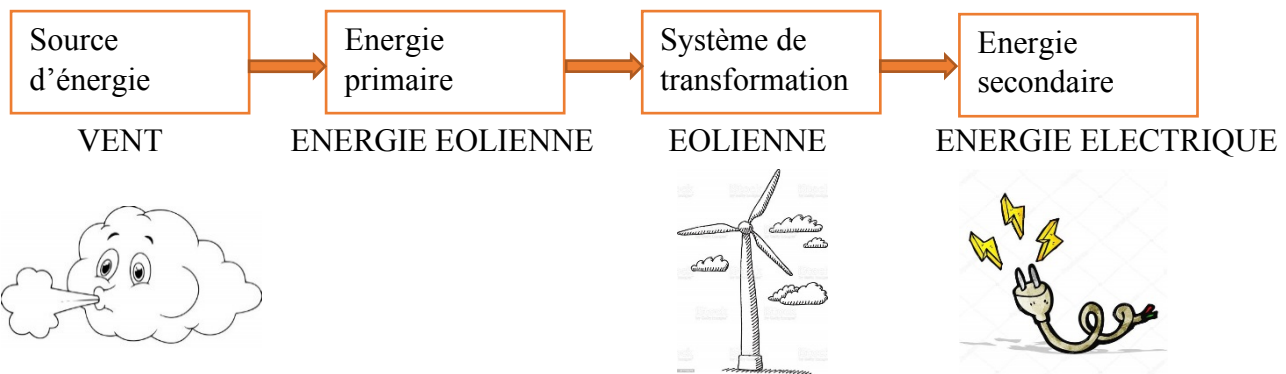 Source
d’énergie
Energie
primaire
Système de
transformation
Energie
secondaire
VENT
ENERGIE EOLIENNE
EOLIENNE
ENERGIE ELECTRIQUE